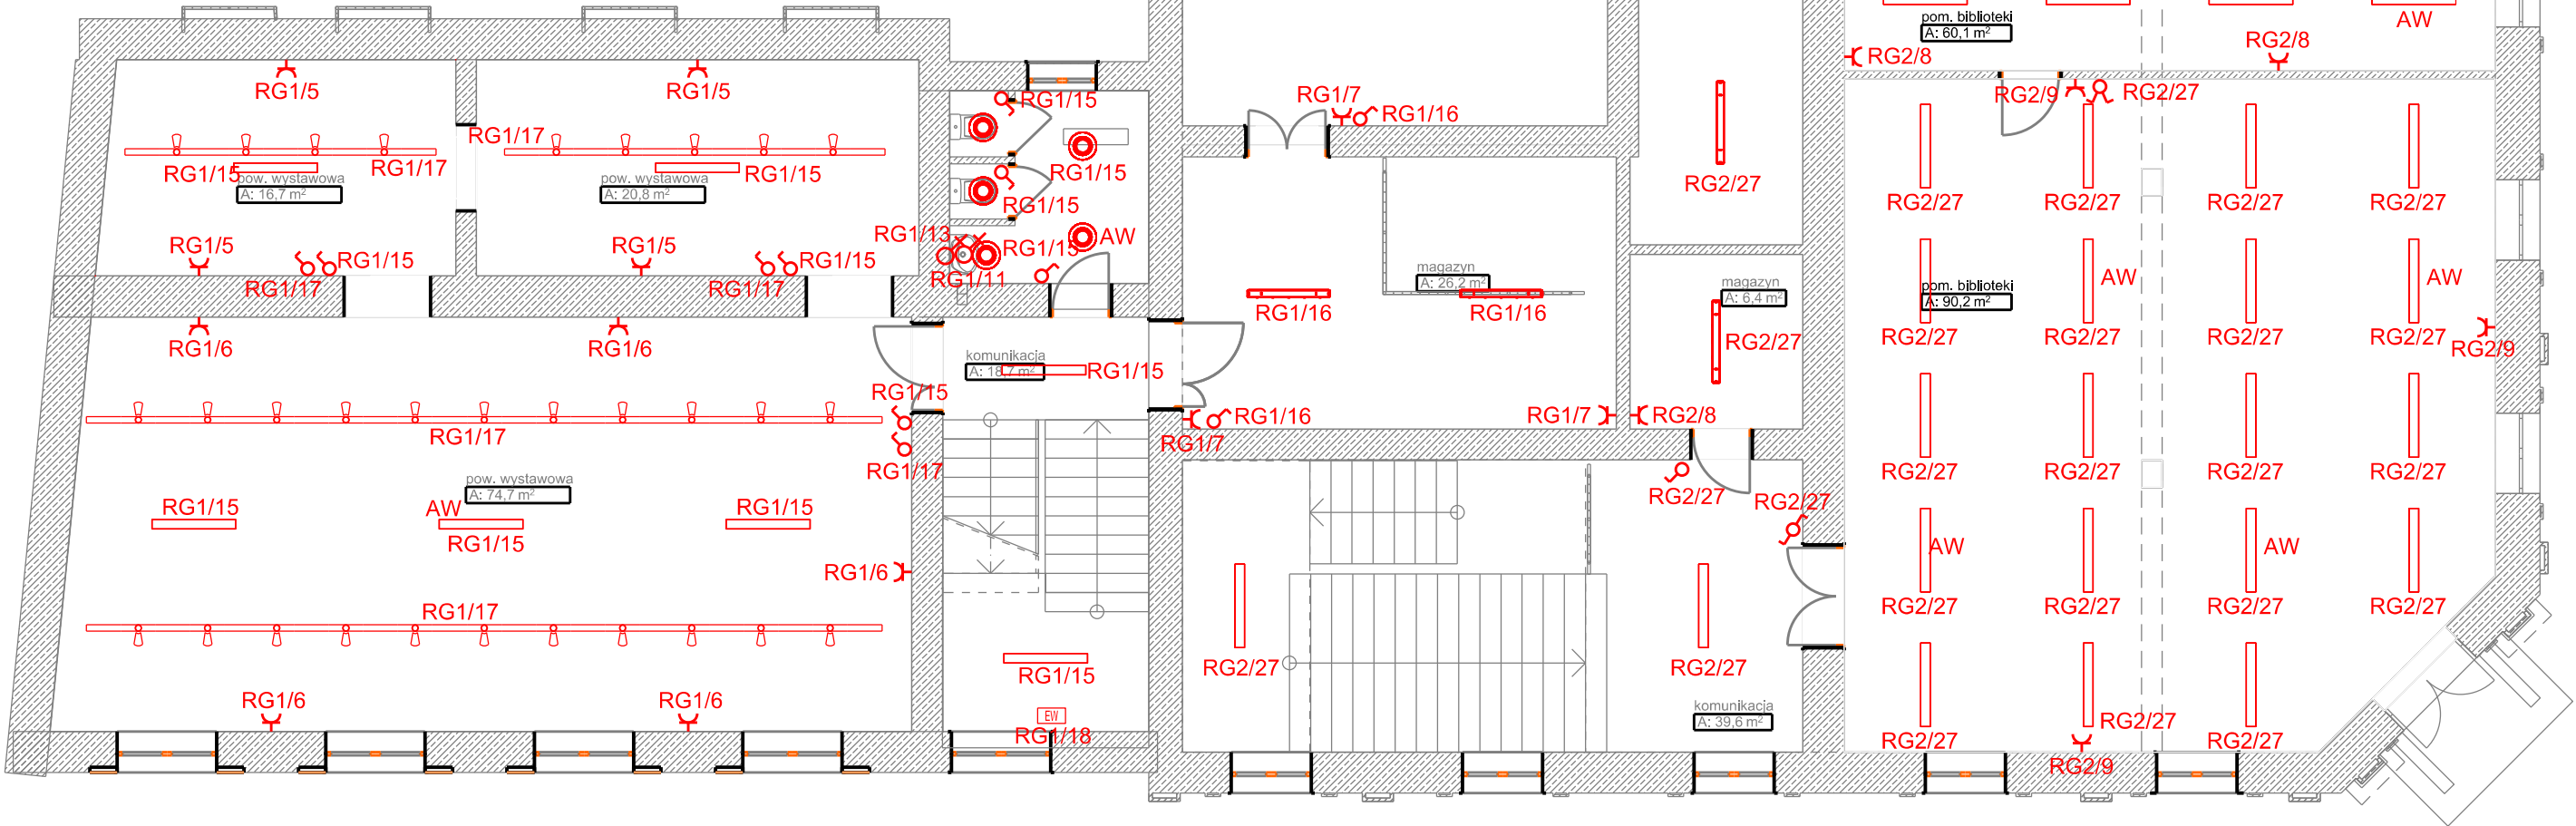 pom. biblioteki
A: 60,1 m²
AW
RG2/8
RG2/8
RG1/5
RG1/5
RG1/15
RG1/7
RG1/16
RG2/9
RG2/27
RG1/17
RG1/15
RG1/17
RG1/15
RG1/15
pow. wystawowa
A: 16,7 m²
pow. wystawowa
A: 20,8 m²
RG2/27
RG2/27
RG2/27
RG2/27
RG2/27
RG1/15
RG1/13
RG1/15
AW
RG1/5
RG1/5
RG1/15
RG1/15
RG1/17
RG1/17
RG1/11
magazyn
A: 26,2 m²
magazyn
A: 6,4 m²
AW
AW
pom. biblioteki
A: 90,2 m²
RG1/16
RG1/16
RG1/6
RG1/6
RG2/27
RG2/27
RG2/27
RG2/27
RG2/27
RG2/9
komunikacja
A: 18,7 m²
RG1/15
RG1/15
RG1/16
RG1/7
RG1/7
RG2/8
RG1/17
RG1/17
RG2/27
RG2/27
RG2/27
RG2/27
pow. wystawowa
A: 74,7 m²
RG2/27
RG2/27
RG1/15
AW
RG1/15
RG1/15
AW
AW
RG1/6
RG1/17
RG2/27
RG2/27
RG2/27
RG2/27
RG1/15
RG2/27
RG2/27
RG1/6
RG1/6
EW
RG1/18
komunikacja
A: 39,6 m²
RG2/27
RG2/27
RG2/27
RG2/9